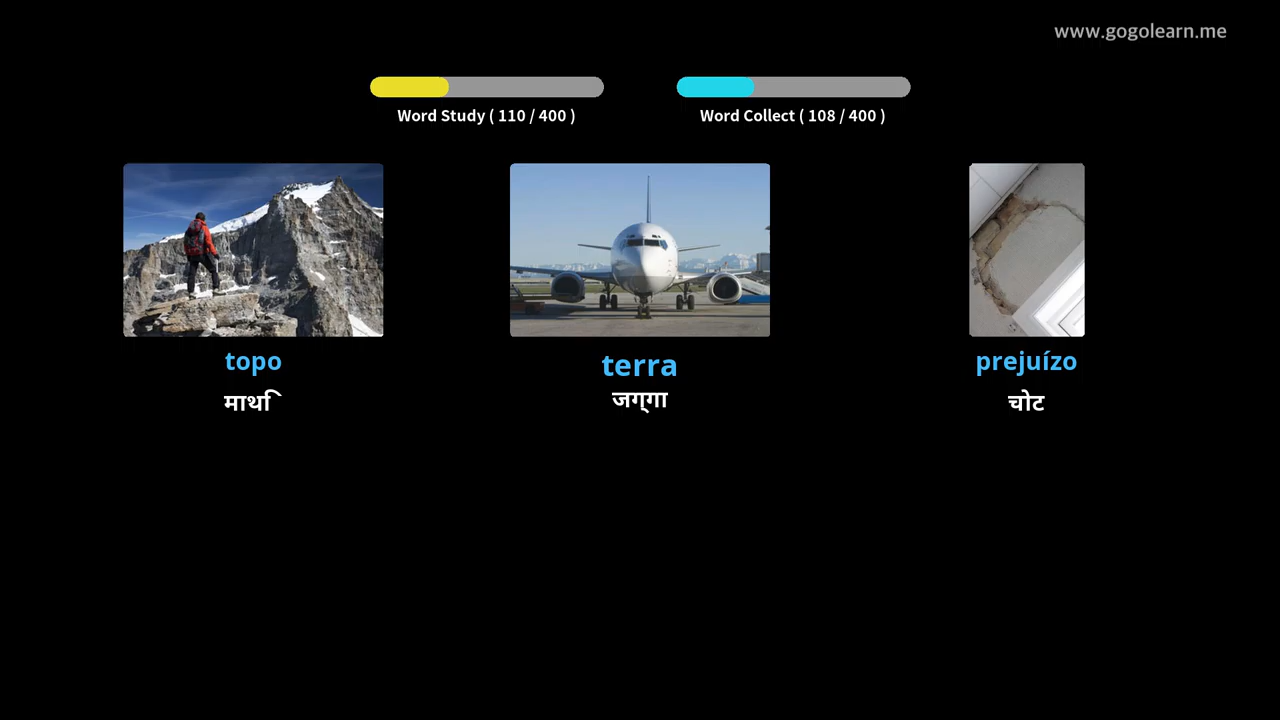 www.gogolearn.me
Word Study ( 110 / 400 )
Word Collect ( 108 / 400 )
topo
terra
prejuízo
माथि
जग्गा
चोट